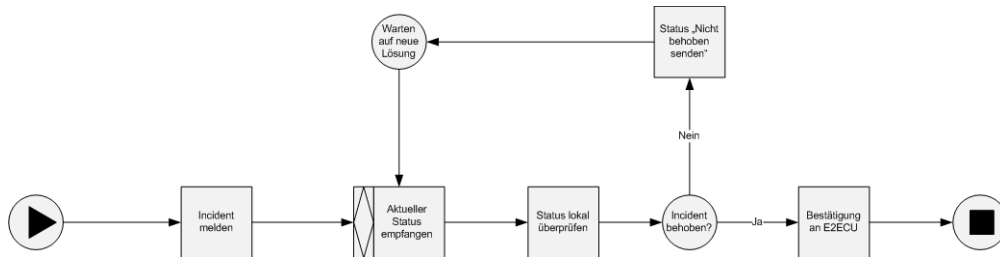 Warten
auf neue
Lösung
Status „Nicht
behoben
senden“
Nein
Incident
melden
Aktueller
Status
empfangen
Status lokal
überprüfen
Incident
behoben?
Ja
Bestätigung
an E2ECU